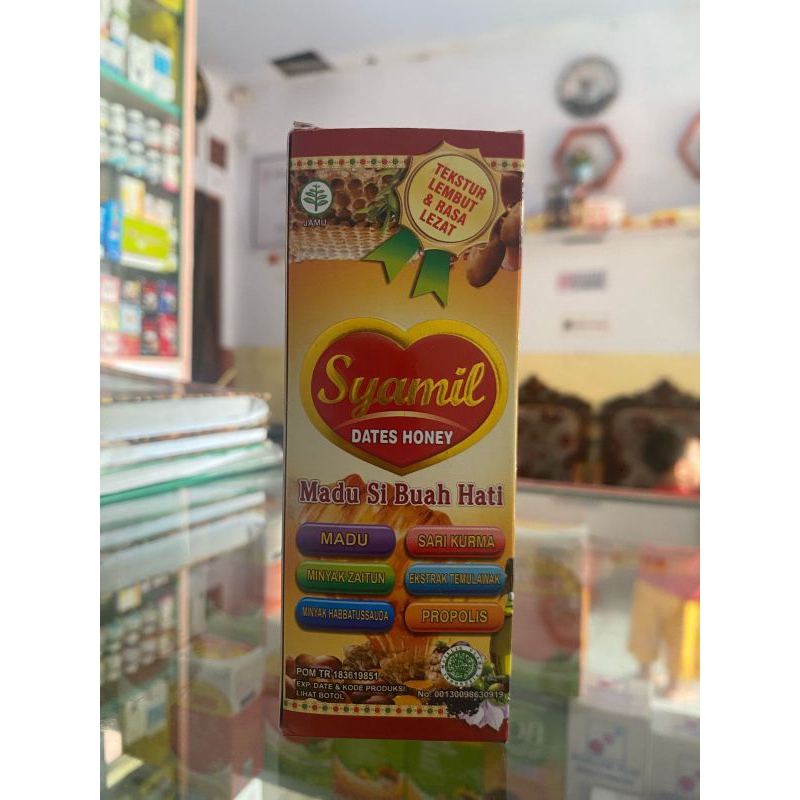 TEKSTUR
LEMBUT
& RASA
LEZAT
JAMU
Syamil
DATES HONEY
Madu Si Buah Hati
MADU
SARI KURMA
MINYAK ZAITUN
EKSTRAK TEMULAWAK
MINYAK HABBATUSSAUDA
PROPOLIS
POM TR 183619851
EXP. DATE & KODE PRODUKSI
LIHAT BOTOL
No: 00130098630919